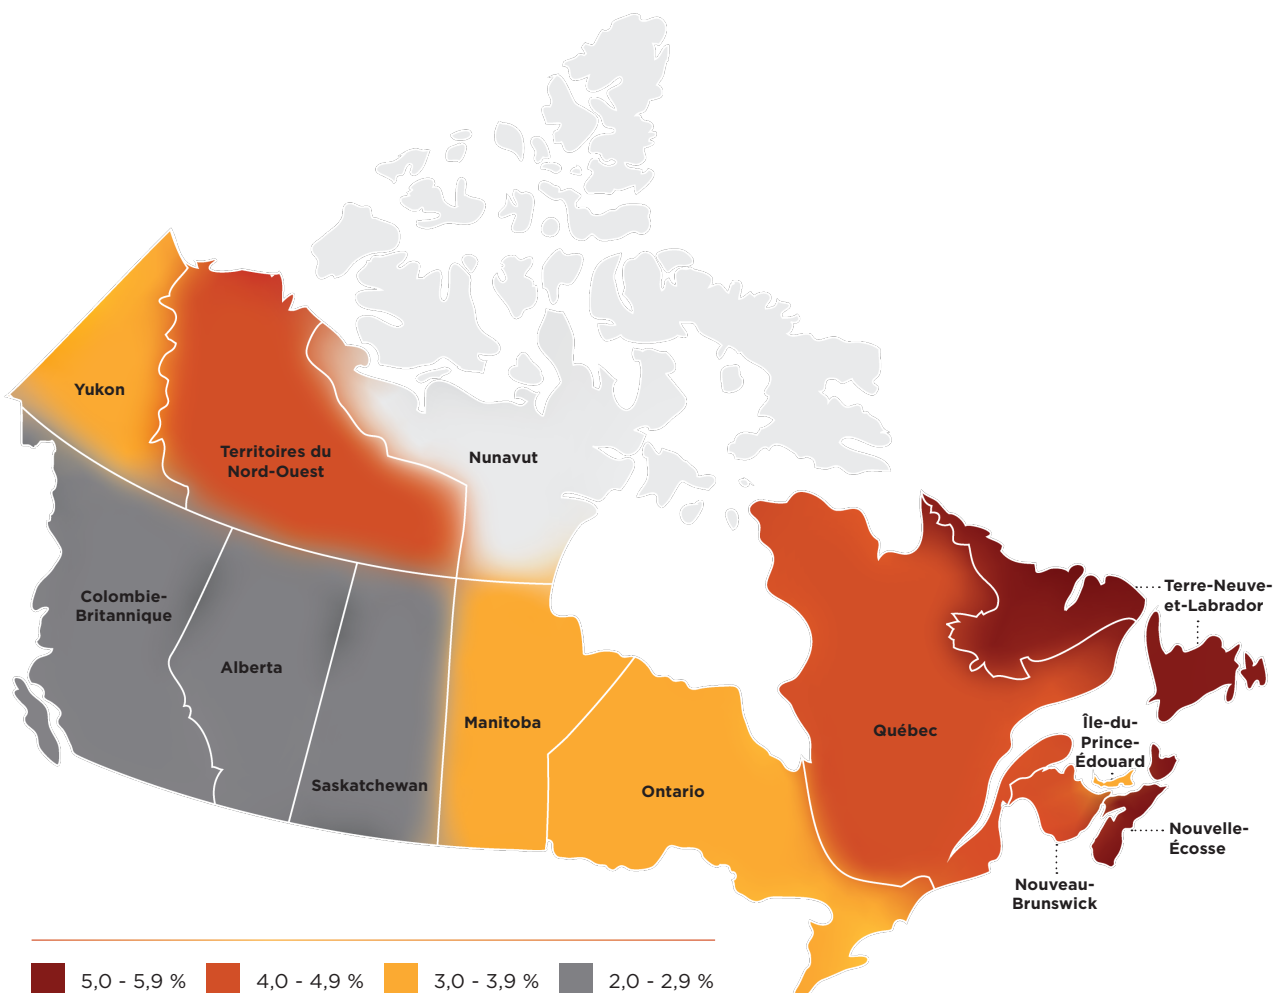 Yukon
Territoires du
Nord-Ouest
Nunavut
Colombie-
Britannique
Alberta
Saskatchewan
Manitoba
Ontario
Québec
Terre-Neuve-
et-Labrador
Île-du-
Prince-
Édouard
Nouvelle-
Écosse
Nouveau-
Brunswick
5,0 - 5,9 % 4,0 - 4,9 % 3,0 - 3,9 % 2,0 - 2,9 %